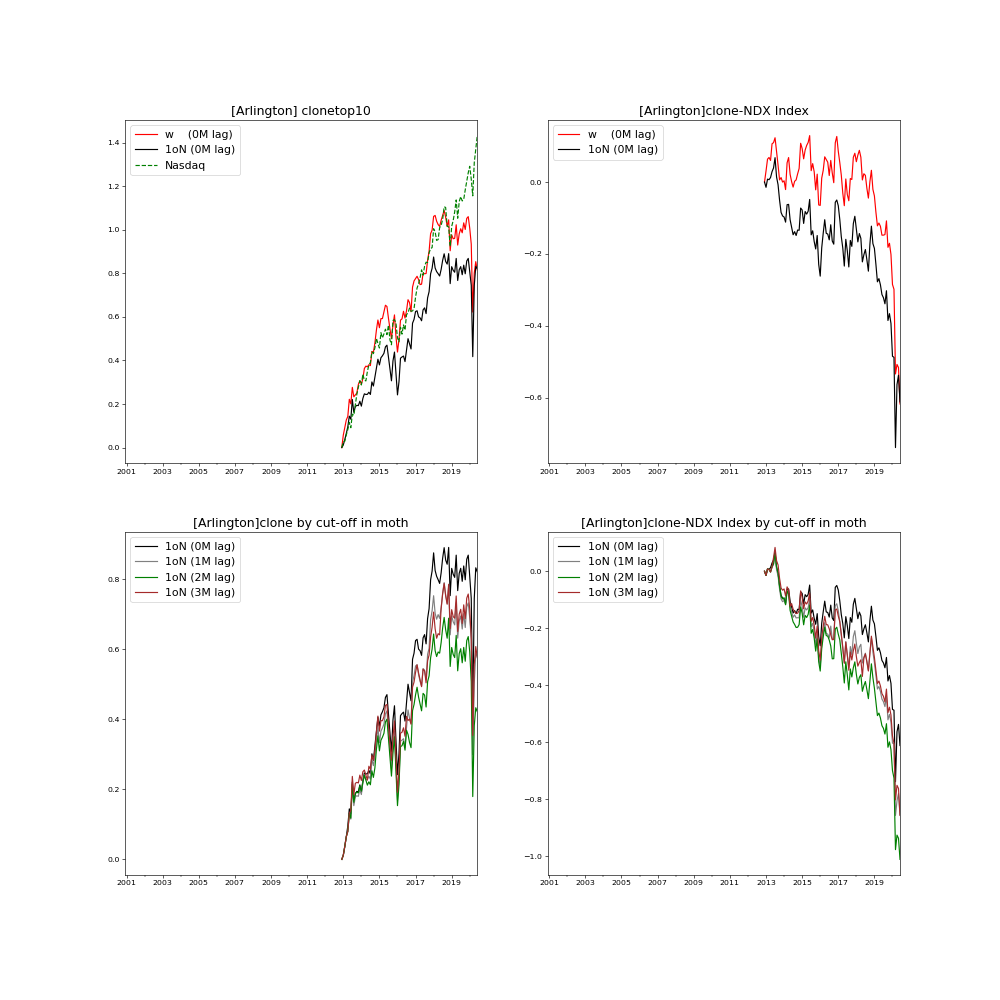 [Arlington] clonetop10
w (0M lag)
1oN (0M lag)
Nasdaq
1.4
1.2
1.0
0.8
0.6
0.4
0.2
0.0
2001 2003 2005 2007 2009 2011 2013 2015 2017 2019
[Arlington]clone-NDX Index
w (0M lag)
1oN (0M lag)
0.0
−0.2
−0.4
−0.6
2001 2003 2005 2007 2009 2011 2013 2015 2017 2019
[Arlington]clone by cut-off in moth
1oN (0M lag)
1oN (1M lag)
1oN (2M lag)
1oN (3M lag)
0.8
0.6
0.4
0.2
0.0
2001 2003 2005 2007 2009 2011 2013 2015 2017 2019
[Arlington]clone-NDX Index by cut-off in moth
1oN (0M lag)
1oN (1M lag)
1oN (2M lag)
1oN (3M lag)
0.0
−0.2
−0.4
−0.6
−0.8
−1.0
2001 2003 2005 2007 2009 2011 2013 2015 2017 2019